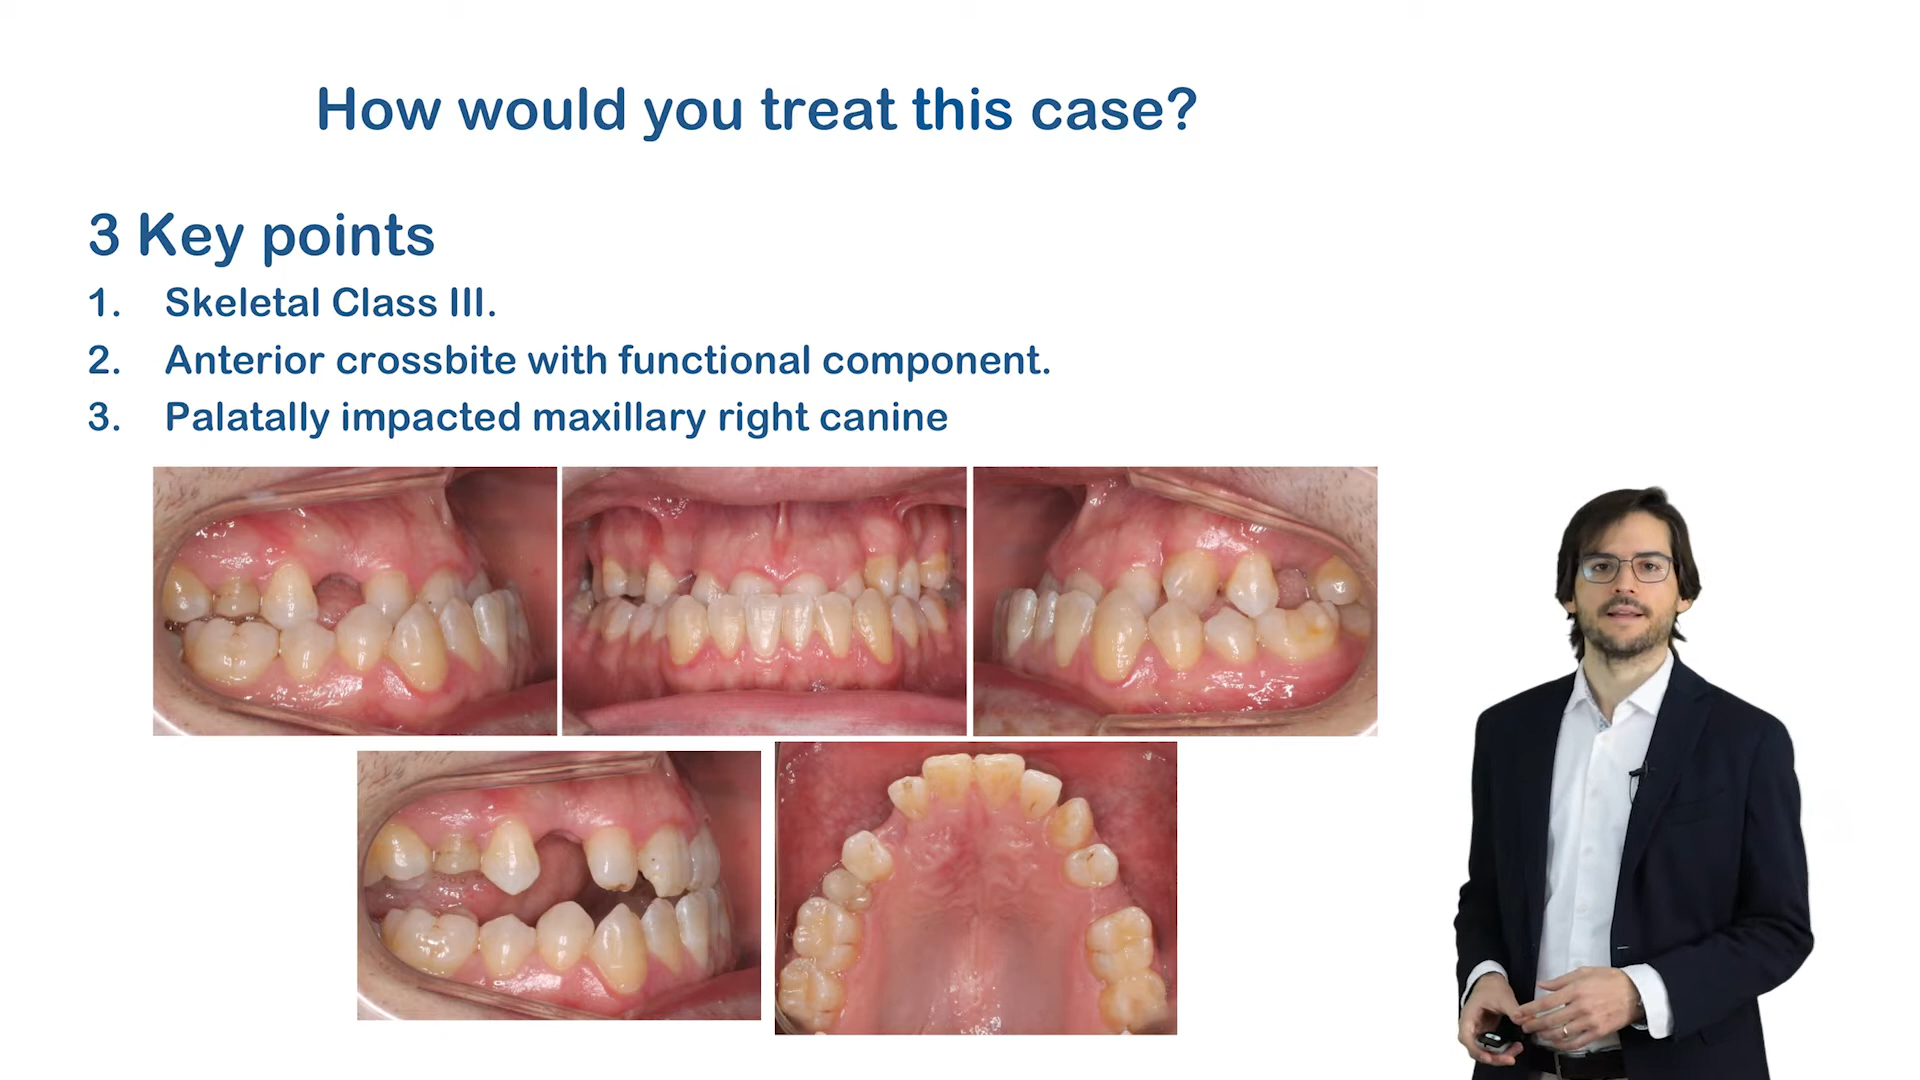 How would you treat this case?
3 Key points
1. Skeletal Class III.
2. Anterior crossbite with functional component.
3. Palatally impacted maxillary right canine